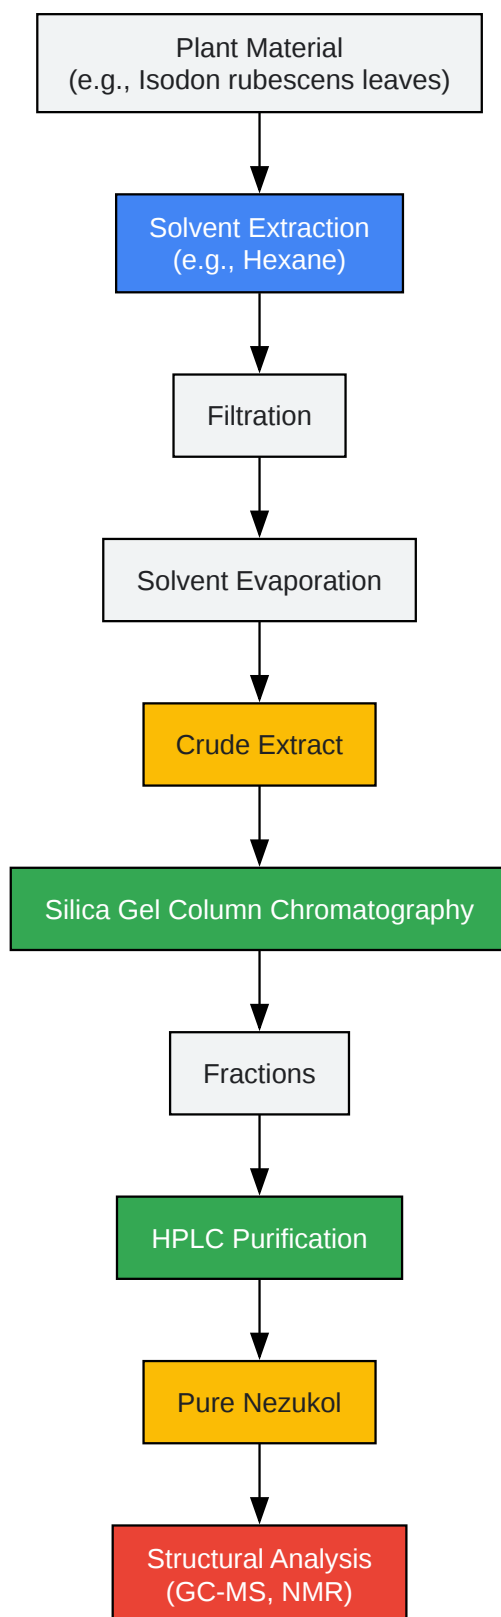 Plant Material
(e.g., Isodon rubescens leaves)
Solvent Extraction
(e.g., Hexane)
Filtration
Solvent Evaporation
Crude Extract
Silica Gel Column Chromatography
Fractions
HPLC Purification
Pure Nezukol
Structural Analysis
(GC-MS, NMR)